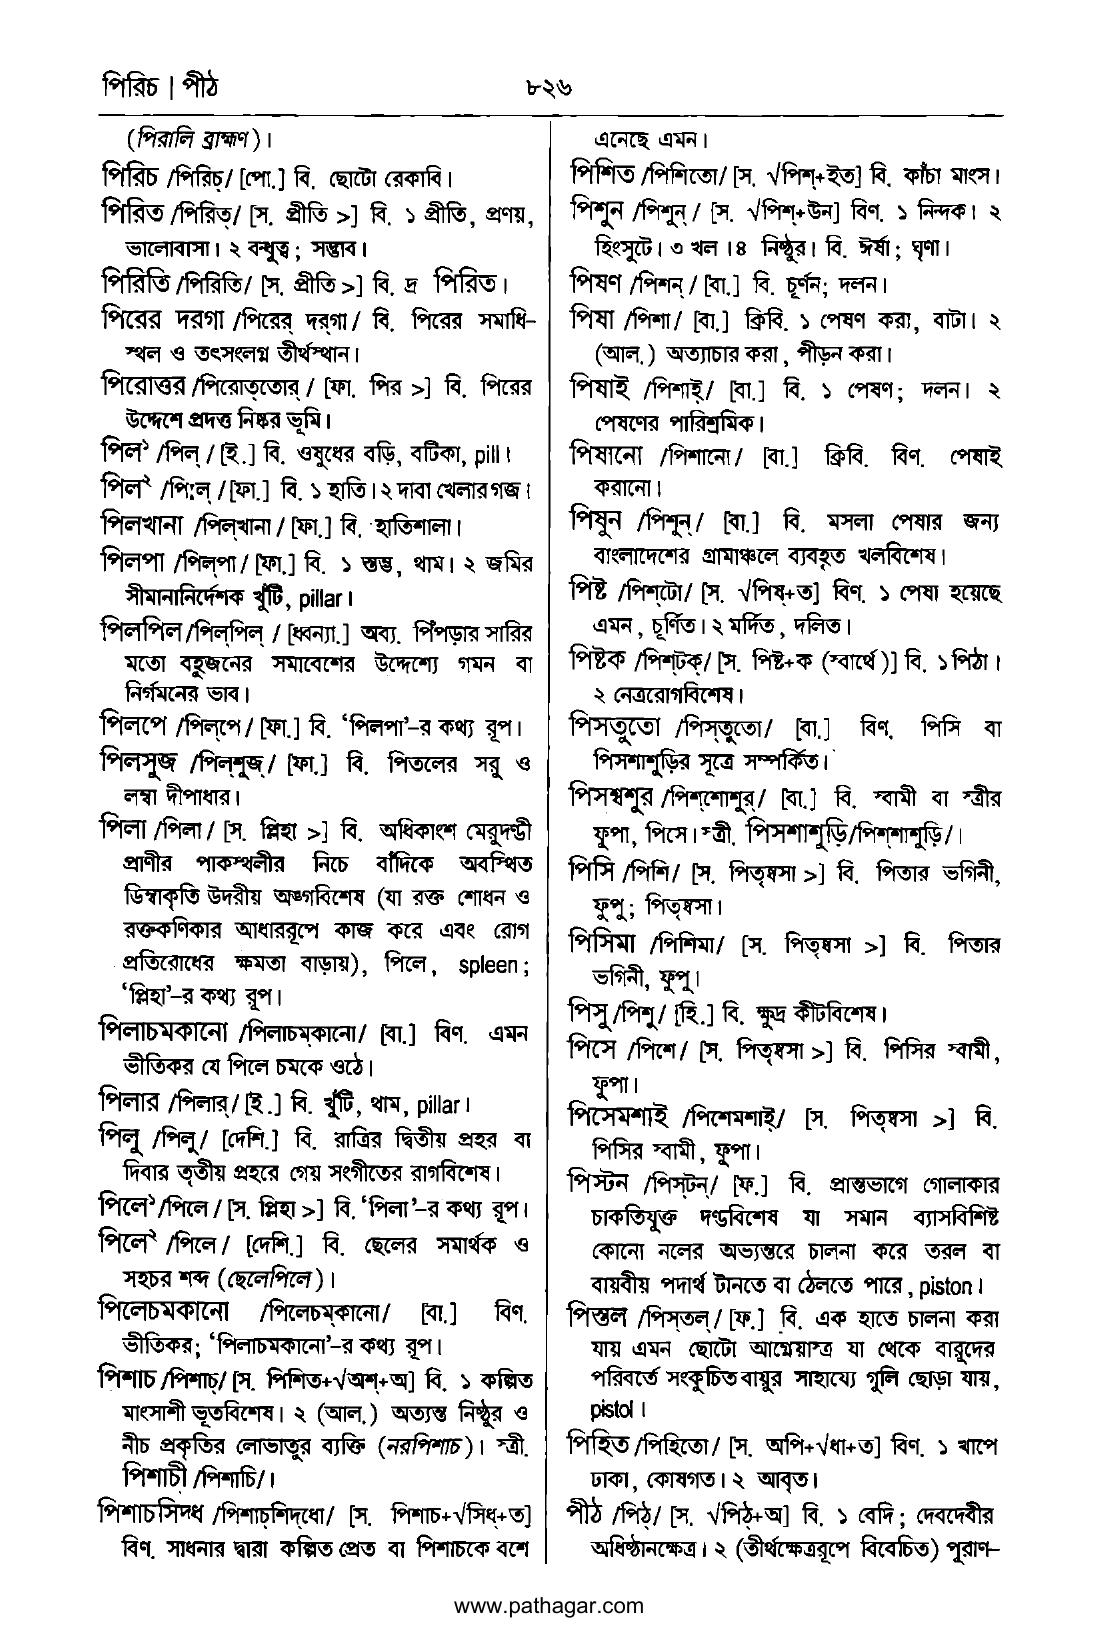 পিরিচ | পীঠ
৮২৬
(পিরালি ব্রাহ্মণ)।
পিরিচ /পিরিচ্/ [পো.] বি. ছোটো রেকাবি।
পিরিত /পিরিত্/ [স. প্রীতি >] বি. ১ প্রীতি, প্রণয়,
ভালোবাসা। ২ বন্ধুত্ব; সদ্ভাব।
পিরিতি /পিরিতি/ [স. প্রীতি >] বি. দ্র পিরিত।
পিরের দরগা /পিরের্ দর্‌গা/ বি. পিরের সমাধি-
স্থল ও তৎসংলগ্ন তীর্থস্থান।
পিরোত্তর /পিরোত্‌তোর্/ [ফা. পির >] বি. পিরের
উদ্দেশে প্রদত্ত নিষ্কর ভূমি।
পিল১ /পিল্/ [ই.] বি. ওষুধের বড়ি, বটিকা, pill।
পিল২ /পিল্/ [ফা.] বি. ১ হাতি। ২ দাবা খেলার গজ।
পিলখানা /পিল্‌খানা/ [ফা.] বি. হাতিশালা।
পিলপা /পিল্‌পা/ [ফা.] বি. ১ স্তম্ভ, থাম। ২ জমির
সীমানানির্দেশক খুঁটি, pillar।
পিলপিল /পিল্‌পিল্/ [ধ্বন্যা.] অব্য. পিঁপড়ার সারির
মতো বহুজনের সমাবেশের উদ্দেশ্যে গমন বা
নির্গমনের ভাব।
পিলপে /পিল্‌পে/ [ফা.] বি. ‘পিলপা’-র কথ্য রূপ।
পিলসুজ /পিল্‌শুজ্/ [ফা.] বি. পিতলের সরু ও
লম্বা দীপাধার।
পিলা /পিলা/ [স. প্লিহা >] বি. অধিকাংশ মেরুদণ্ডী
প্রাণীর পাকস্থলীর নিচে বাঁদিকে অবস্থিত
ডিম্বাকৃতি উদরীয় অঙ্গবিশেষ (যা রক্ত শোধন ও
রক্তকণিকার আধাররূপে কাজ করে এবং রোগ
প্রতিরোধের ক্ষমতা বাড়ায়), পিলে, spleen;
‘প্লিহা’-র কথ্য রূপ।
পিলাচমকানো /পিলাচম্‌কানো/ [বা.] বিণ. এমন
ভীতিকর যে পিলে চমকে ওঠে।
পিলার /পিলার্/ [ই.] বি. খুঁটি, থাম, pillar।
পিলু /পিলু/ [দেশি.] বি. রাত্রির দ্বিতীয় প্রহর বা
দিবার তৃতীয় প্রহরে গেয় সংগীতের রাগবিশেষ।
পিলে১ /পিলে/ [স. প্লিহা >] বি. ‘পিলা’-র কথ্য রূপ।
পিলে২ /পিলে/ [দেশি.] বি. ছেলের সমার্থক ও
সহচর শব্দ (ছেলেপিলে)।
পিলেচমকানো /পিলেচম্‌কানো/ [বা.] বিণ.
ভীতিকর; ‘পিলাচমকানো’-র কথ্য রূপ।
পিশাচ /পিশাচ্/ [স. পিশিত+√অশ্+অ] বি. ১ কল্পিত
মাংসাশী ভূতবিশেষ। ২ (আল.) অত্যন্ত নিষ্ঠুর ও
নীচ প্রকৃতির লোভাতুর ব্যক্তি (নরপিশাচ)। স্ত্রী.
পিশাচী /পিশাচি/।
পিশাচসিদ্ধ /পিশাচ্‌শিদ্‌ধো/ [স. পিশাচ+√সিধ্+ত]
বিণ. সাধনার দ্বারা কল্পিত প্রেত বা পিশাচকে বশে
এনেছে এমন।
পিশিত /পিশিতো/ [স. √পিশ্+ইত] বি. কাঁচা মাংস।
পিশুন /পিশুন্/ [স. √পিশ্+উন] বিণ. ১ নিন্দক। ২
হিংসুটে। ৩ খল। ৪ নিষ্ঠুর। বি. ঈর্ষা; ঘৃণা।
পিষণ /পিশন্/ [বা.] বি. চূর্ণন; দলন।
পিষা /পিশা/ [বা.] ক্রিবি. ১ পেষণ করা, বাটা। ২
(আল.) অত্যাচার করা, পীড়ন করা।
পিষাই /পিশাই্/ [বা.] বি. ১ পেষণ; দলন। ২
পেষণের পারিশ্রমিক।
পিষানো /পিশানো/ [বা.] ক্রিবি. বিণ. পেষাই
করানো।
পিষুন /পিশুন্/ [বা.] বি. মসলা পেষার জন্য
বাংলাদেশের গ্রামাঞ্চলে ব্যবহৃত খলবিশেষ।
পিষ্ট /পিশ্‌টো/ [স. √পিষ্+ত] বিণ. ১ পেষা হয়েছে
এমন, চূর্ণিত। ২ মর্দিত, দলিত।
পিষ্টক /পিশ্‌টক্/ [স. পিষ্ট+ক (স্বার্থে)] বি. ১ পিঠা।
২ নেত্ররোগবিশেষ।
পিসতুতো /পিস্‌তুতো/ [বা.] বিণ. পিসি বা
পিসশাশুড়ির সূত্রে সম্পর্কিত।
পিসশ্বশুর /পিশ্‌শোশুর্/ [বা.] বি. স্বামী বা স্ত্রীর
ফুপা, পিসে। স্ত্রী. পিসশাশুড়ি/পিশ্‌শাশুড়ি/।
পিসি /পিশি/ [স. পিতৃষ্বসা >] বি. পিতার ভগিনী,
ফুপু; পিতৃষ্বসা।
পিসিমা /পিশিমা/ [স. পিতৃষ্বসা >] বি. পিতার
ভগিনী, ফুপু।
পিসু /পিশু/ [হি.] বি. ক্ষুদ্র কীটবিশেষ।
পিসে /পিশে/ [স. পিতৃষ্বসা >] বি. পিসির স্বামী,
ফুপা।
পিসেমশাই /পিশেমশাই্/ [স. পিতৃষ্বসা >] বি.
পিসির স্বামী, ফুপা।
পিস্টন /পিস্‌টন্/ [ফ.] বি. প্রান্তভাগে গোলাকার
চাকতিযুক্ত দণ্ডবিশেষ যা সমান ব্যাসবিশিষ্ট
কোনো নলের অভ্যন্তরে চালনা করে তরল বা
বায়বীয় পদার্থ টানতে বা ঠেলতে পারে, piston।
পিস্তল /পিস্‌তল্/ [ফ.] বি. এক হাতে চালনা করা
যায় এমন ছোটো আগ্নেয়াস্ত্র যা থেকে বারুদের
পরিবর্তে সংকুচিত বায়ুর সাহায্যে গুলি ছোড়া যায়,
pistol।
পিহিত /পিহিতো/ [স. অপি+√ধা+ত] বিণ. ১ খাপে
ঢাকা, কোষগত। ২ আবৃত।
পীঠ /পিঠ্/ [স. √পিঠ্+অ] বি. ১ বেদি; দেবদেবীর
অধিষ্ঠানক্ষেত্র। ২ (তীর্থক্ষেত্ররূপে বিবেচিত) পুরাণ-
www.pathagar.com